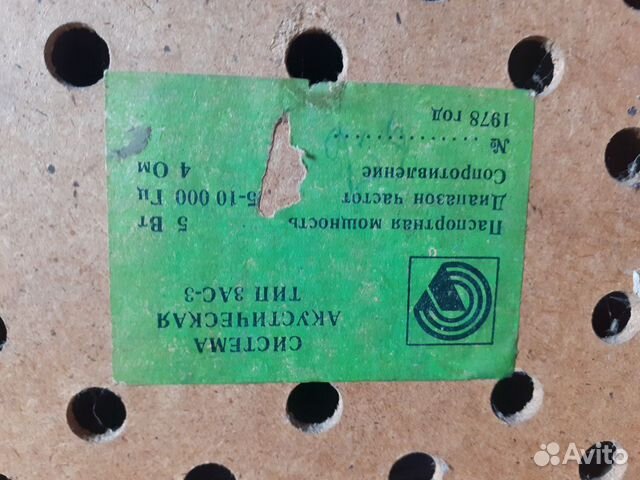 СИСТЕМА
АКУСТИЧЕСКАЯ
ТИП 3АС-3
Паспортная мощность 5 Вт
Диапазон частот 5-10 000 Гц
Сопротивление 4 Ом
№
1978 год
Avito